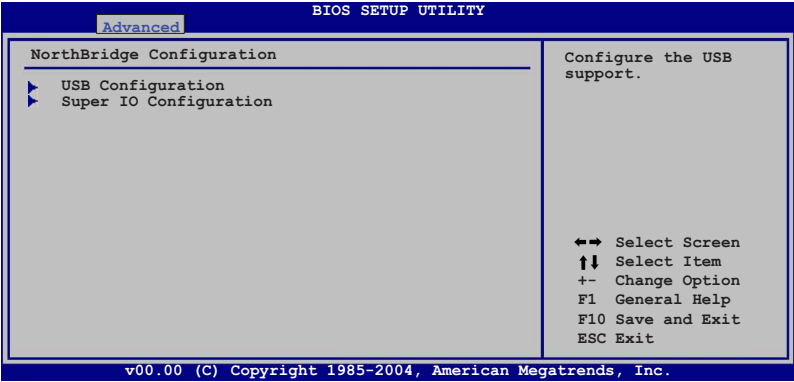 BIOS SETUP UTILITY
Advanced
NorthBridge Configuration
USB Configuration
Super IO Configuration
Configure the USB
support.
←→ Select Screen
↑↓ Select Item
+- Change Option
F1 General Help
F10 Save and Exit
ESC Exit
v00.00 (C) Copyright 1985-2004, American Megatrends, Inc.